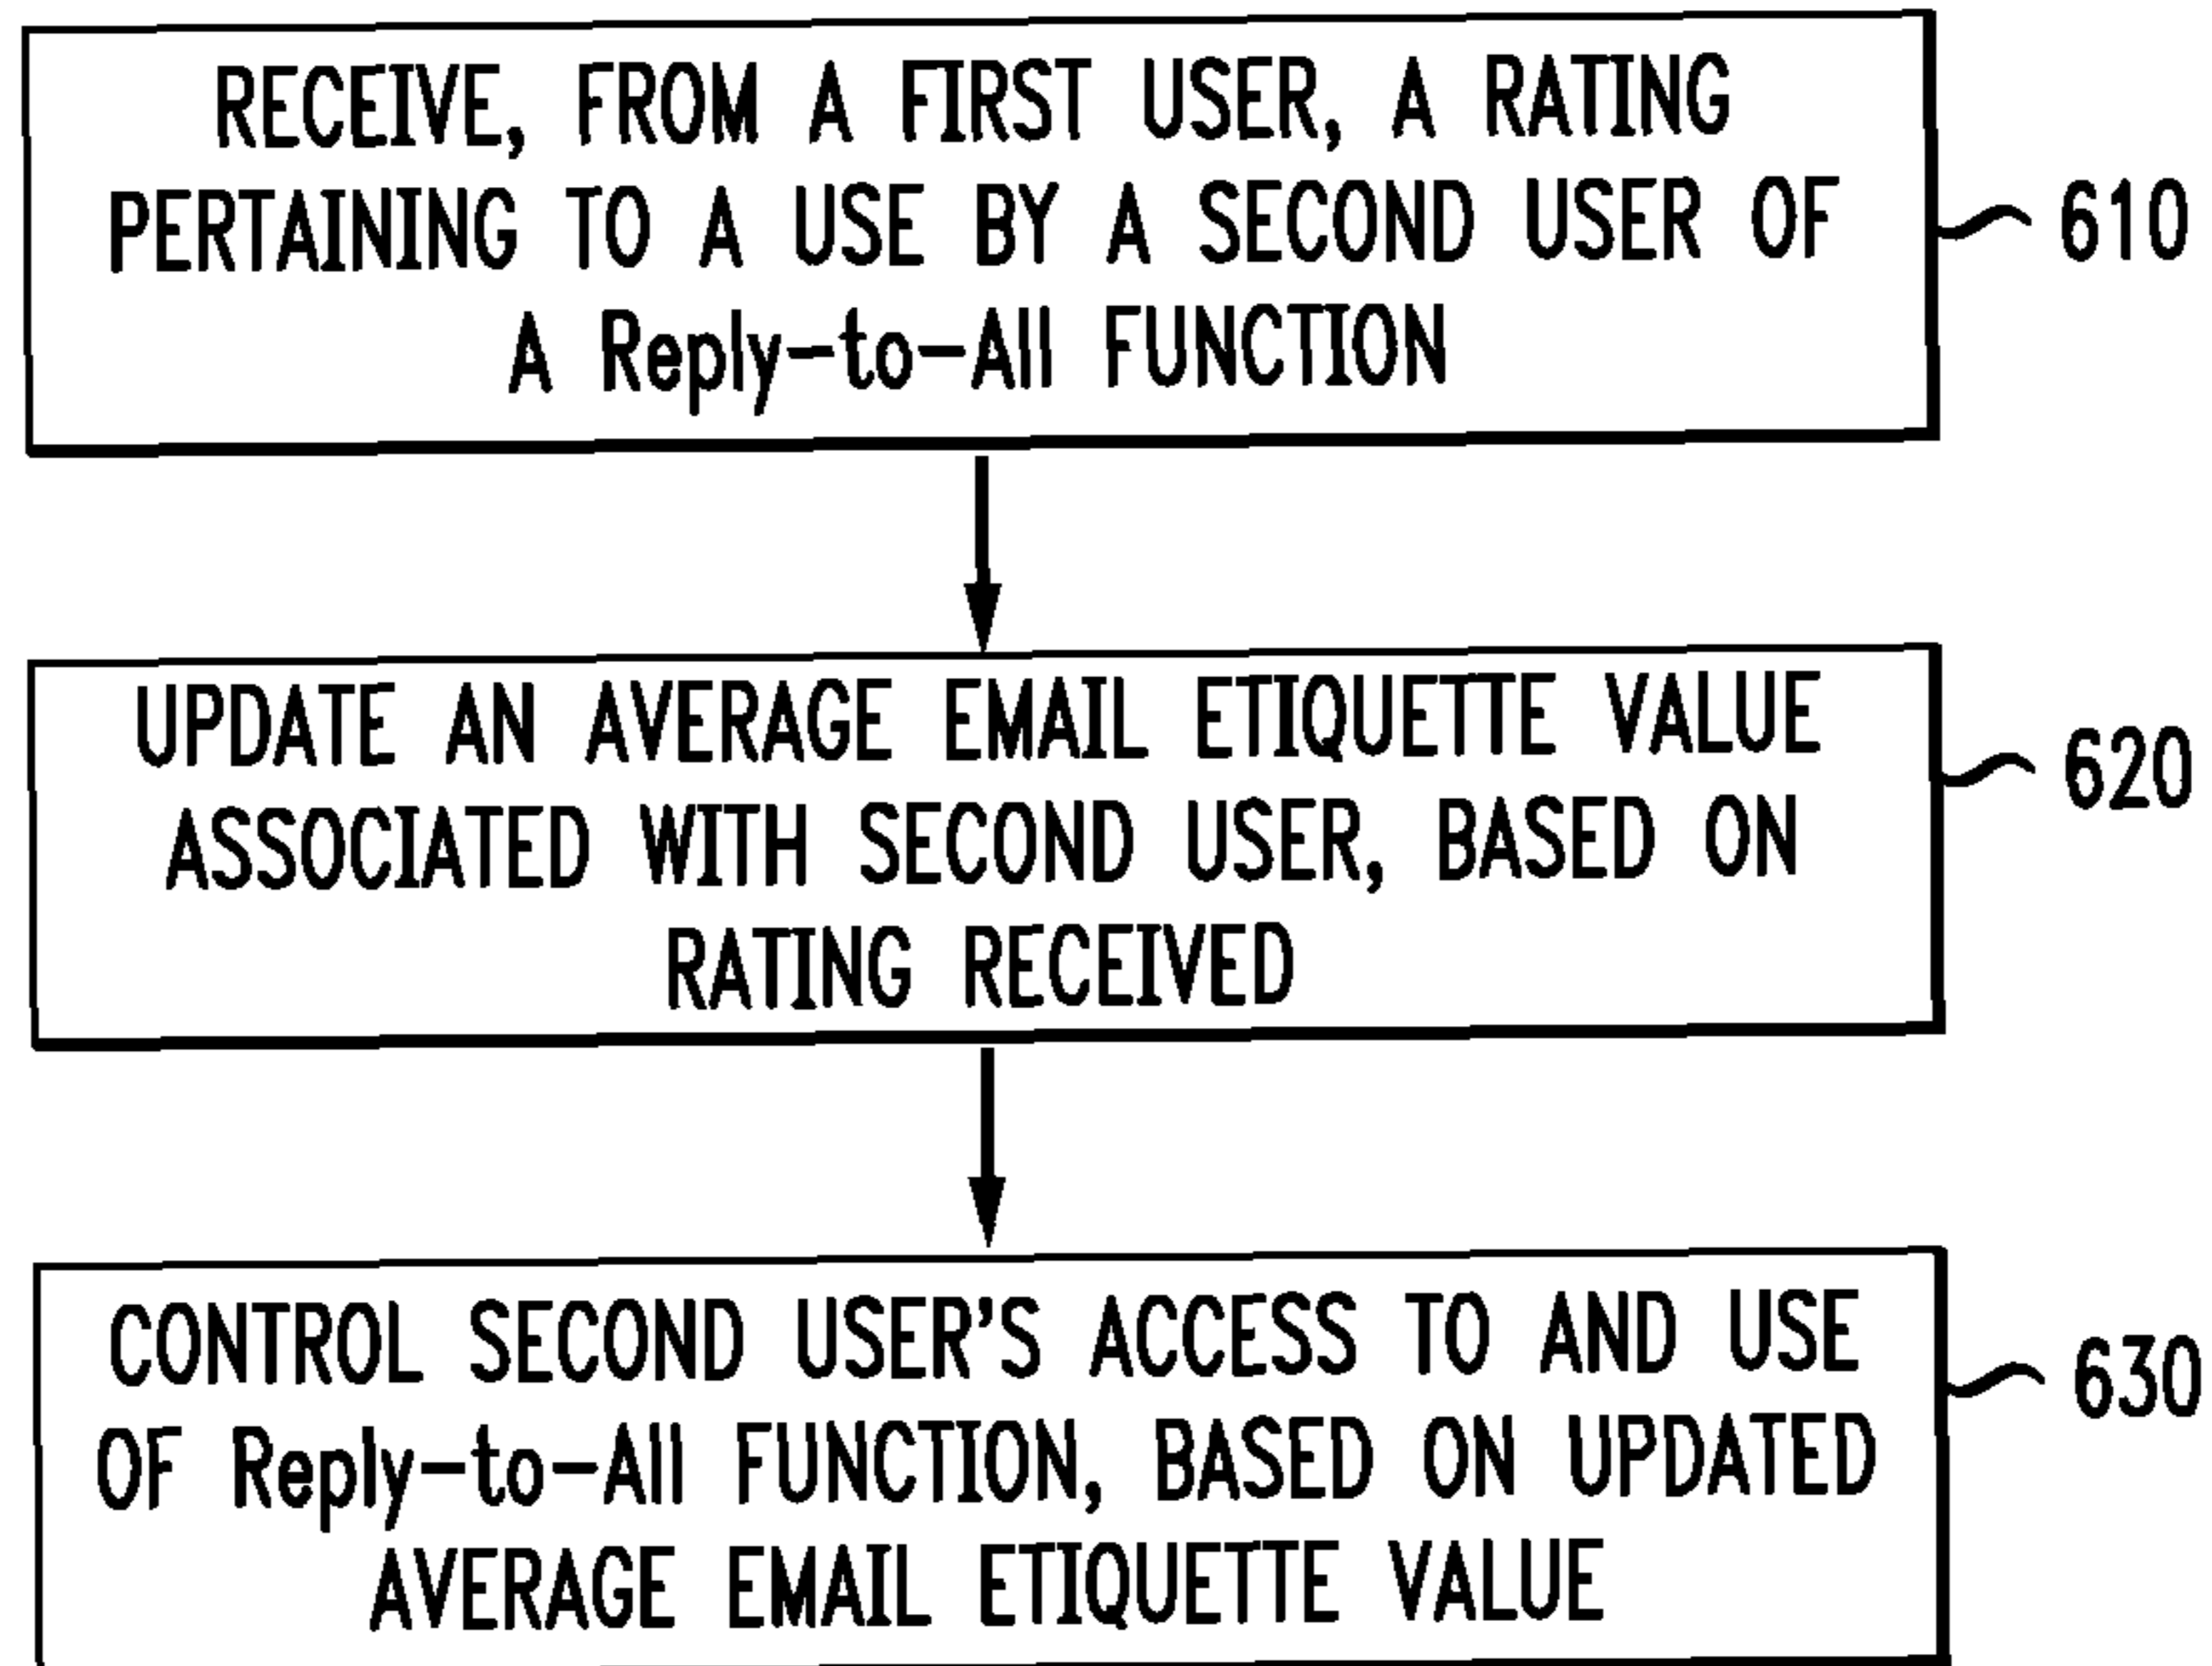 RECEIVE, FROM A FIRST USER, A RATING
PERTAINING TO A USE BY A SECOND USER OF
A Reply-to-All FUNCTION
610
UPDATE AN AVERAGE EMAIL ETIQUETTE VALUE
ASSOCIATED WITH SECOND USER, BASED ON
RATING RECEIVED
620
CONTROL SECOND USER'S ACCESS TO AND USE
OF Reply-to-All FUNCTION, BASED ON UPDATED
AVERAGE EMAIL ETIQUETTE VALUE
630